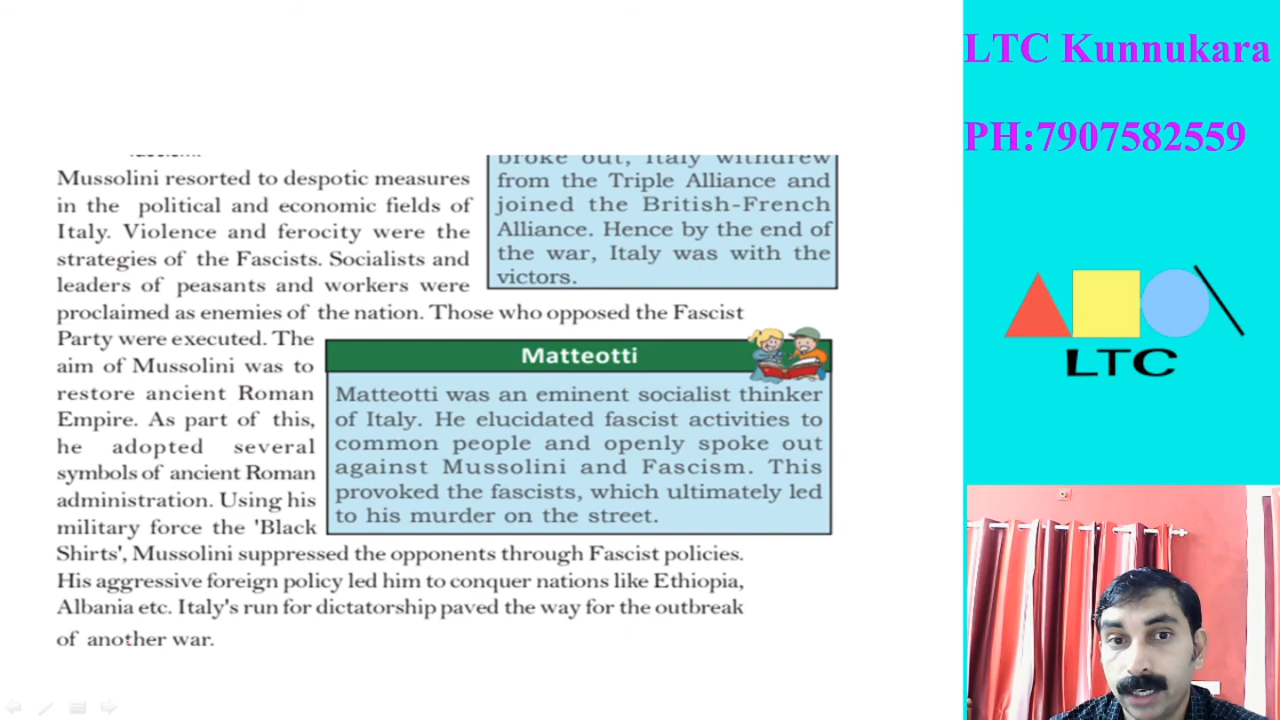 fascism.
Mussolini resorted to despotic measures
in the political and economic fields of
Italy. Violence and ferocity were the
strategies of the Fascists. Socialists and
leaders of peasants and workers were
proclaimed as enemies of the nation. Those who opposed the Fascist
Party were executed. The
aim of Mussolini was to
restore ancient Roman
Empire. As part of this,
he adopted several
symbols of ancient Roman
administration. Using his
military force the 'Black
Shirts', Mussolini suppressed the opponents through Fascist policies.
His aggressive foreign policy led him to conquer nations like Ethiopia,
Albania etc. Italy's run for dictatorship paved the way for the outbreak
of another war.
broke out, Italy withdrew
from the Triple Alliance and
joined the British-French
Alliance. Hence by the end of
the war, Italy was with the
victors.
Matteotti
Matteotti was an eminent socialist thinker
of Italy. He elucidated fascist activities to
common people and openly spoke out
against Mussolini and Fascism. This
provoked the fascists, which ultimately led
to his murder on the street.
LTC Kunnukara
PH:7907582559
LTC